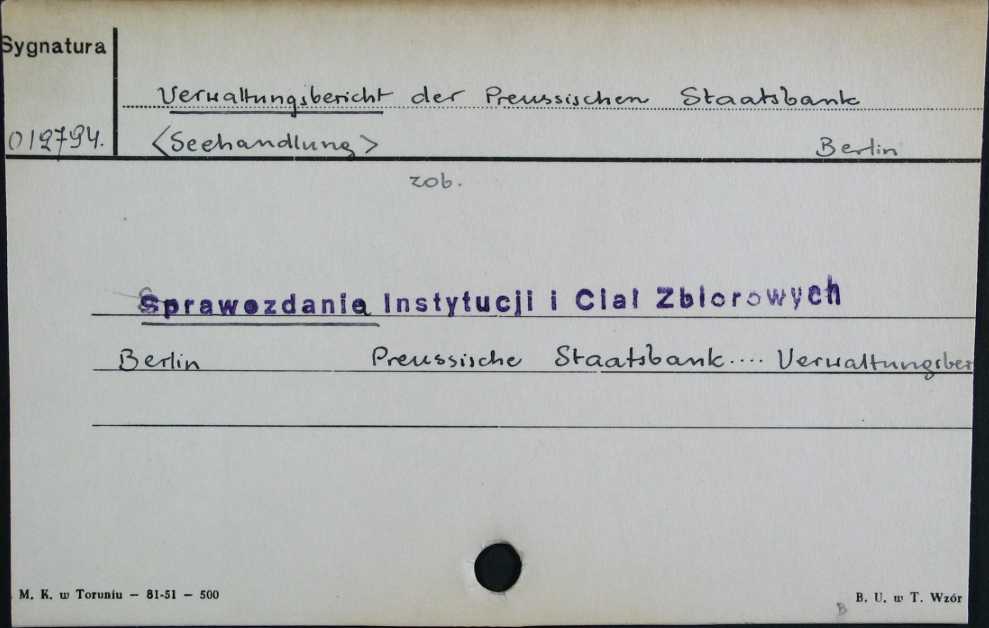 Sygnatura
Verwaltungsbericht der Preussischen Staatsbank
019794. <Seehandlung> Berlin
zob.
Sprawozdania Instytucji i Ciał Zbiorowych
Berlin Preussische Staatsbank.... Verwaltungsber
M. K. w Toruniu — 81-51 — 500
B. U. w T. Wzór
B